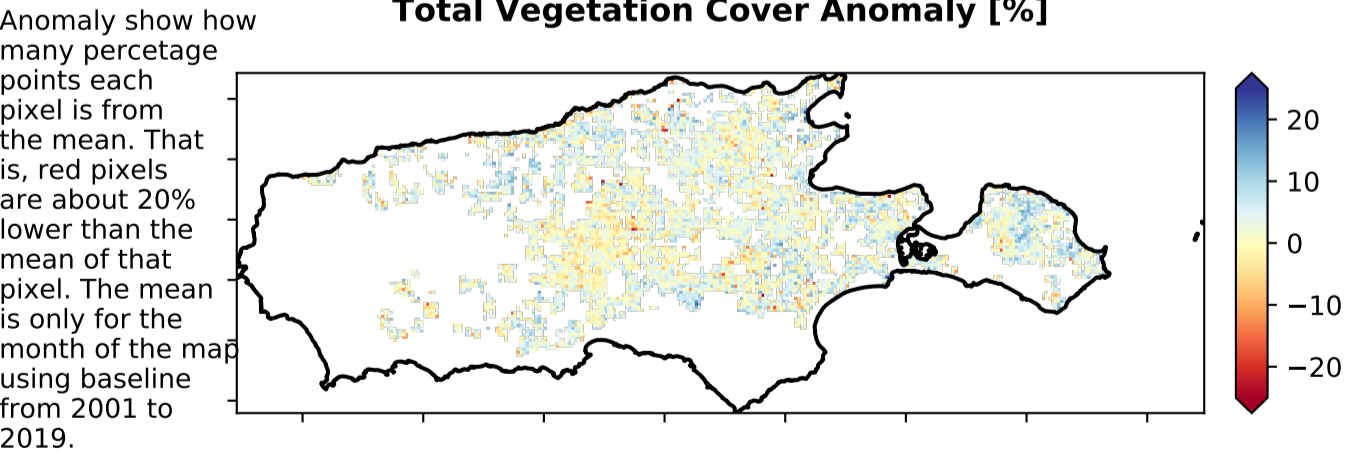 Total Vegetation Cover Anomaly [%]
Anomaly show how
many percetage
points each
pixel is from
the mean. That
is, red pixels
are about 20%
lower than the
mean of that
pixel. The mean
is only for the
month of the map
using baseline
from 2001 to
2019.
20
10
0
−10
−20